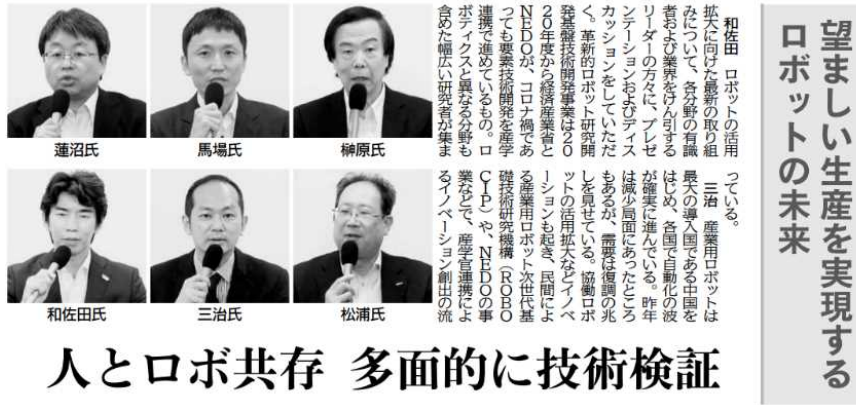 望ましい生産を実現する
ロボットの未来
和佐田　ロボットの活用
拡大に向けた最新の取り組
みについて、各分野の有識
者および業界をけん引する
リーダーの方々に、プレゼ
ンテーションおよびディス
カッションをしていただ
く。革新的ロボット研究開
発基盤技術開発事業は20
20年度から経済産業省と
NEDOが、コロナ禍であ
っても要素技術開発を産学
連携で進めているもの。ロ
ボティクスと異なる分野も
含めた幅広い研究者が集ま
っている。
三治　産業用ロボットは
最大の導入国である中国を
はじめ、各国で自動化の波
が確実に進んでいる。昨年
は減少局面にあったところ
もあるが、需要は復調の兆
しを見せている。協働ロボ
ットの活用拡大などイノベ
ーションも起き、民間によ
る産業用ロボット次世代基
礎技術研究機構（ROBO
CIP）や、NEDOの事
業などで、産学官連携によ
るイノベーション創出の流
蓮沼氏
馬場氏
榊原氏
和佐田氏
三治氏
松浦氏
人とロボ共存 多面的に技術検証